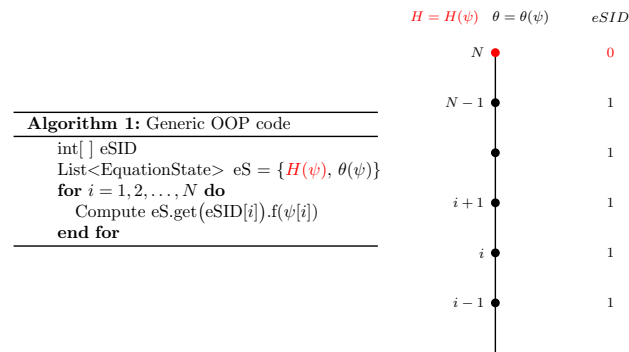 H = H(ψ) θ = θ(ψ) eSID
N 0
N − 1 1
1
i + 1 1
i 1
i − 1 1
Algorithm 1: Generic OOP code
int[ ] eSID
List<EquationState> eS = {H(ψ), θ(ψ)}
for i = 1, 2, . . . , N do
Compute eS.get(eSID[i]).f(ψ[i])
end for